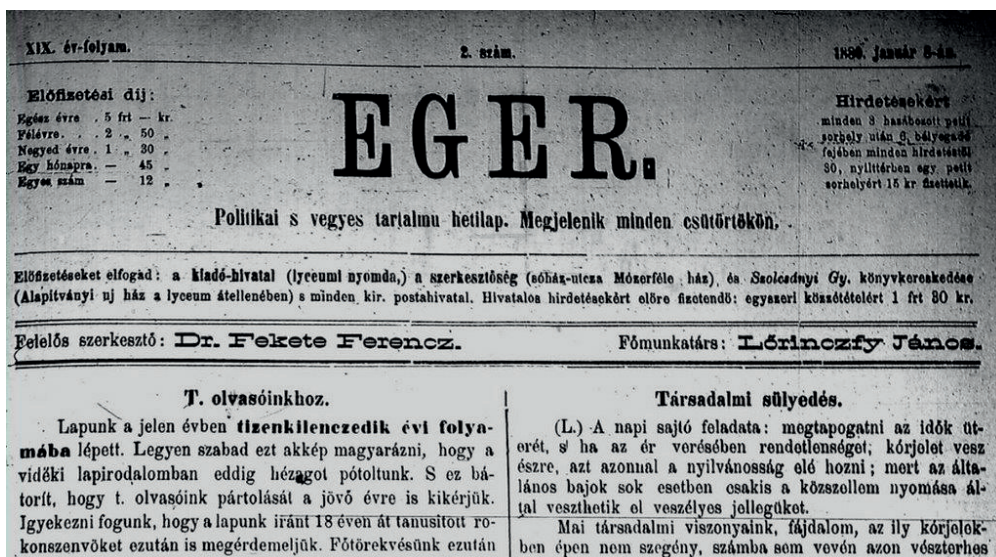 XIX. év-folyam.
2. szám.
január 8-án.
Előfizetési díj:
Egész évre . 5 frt — kr.
Félévre. . . 2 „ 50 „
Negyed évre. 1 „ 30 „
Egy hónapra. — 45 „
Egyes szám — 12 „
EGER.
Hirdetésekért
minden 3 hasábozott petit
sorhely után 6, bélyegadó
fejében minden hirdetéstől
30, nyilttérben egy petit
sorhelyért 15 kr fizettetik.
Politikai s vegyes tartalmu hetilap. Megjelenik minden csütörtökön.
Előfizetéseket elfogad: a kiadó-hivatal (lyceumi nyomda,) a szerkesztőség (sóház-utcza Mózerféle ház), és Szolcsányi Gy. könyvkereskedése
(Alapitványi uj ház a lyceum átellenében) s minden kir. postahivatal. Hivatalos hirdetésekért előre fizetendő: egyszeri közzétételért 1 frt 30 kr.
Felelős szerkesztő: Dr. Fekete Ferencz.
Főmunkatárs: Lőrinczfy János.
T. olvasóinkhoz.
Lapunk a jelen évben tizenkilenczedik évi folya-
mába lépett. Legyen szabad ezt akkép magyarázni, hogy a
vidéki lapirodalomban eddig hézagot pótoltunk. S ez bá-
torít, hogy t. olvasóink pártolását a jövő évre is kikérjük.
Igyekezni fogunk, hogy a lapunk iránt 18 éven át tanusított ro-
konszenvöket ezután is megérdemeljük. Főtörekvésünk ezután
Társadalmi sülyedés.
(L.) A napi sajtó feladata: megtapogatni az idők üt-
erét, s ha az ér verésében rendetlenséget, kórjelet vesz
észre, azt azonnal a nyilvánosság elé hozni; mert az álta-
lános bajok sok esetben csakis a közszellem nyomása ál-
tal veszthetik el veszélyes jellegüket.
Mai társadalmi viszonyaink, fájdalom, az ily kórjelek-
ben épen nem szegény, számba sem vevén azon vészterhes